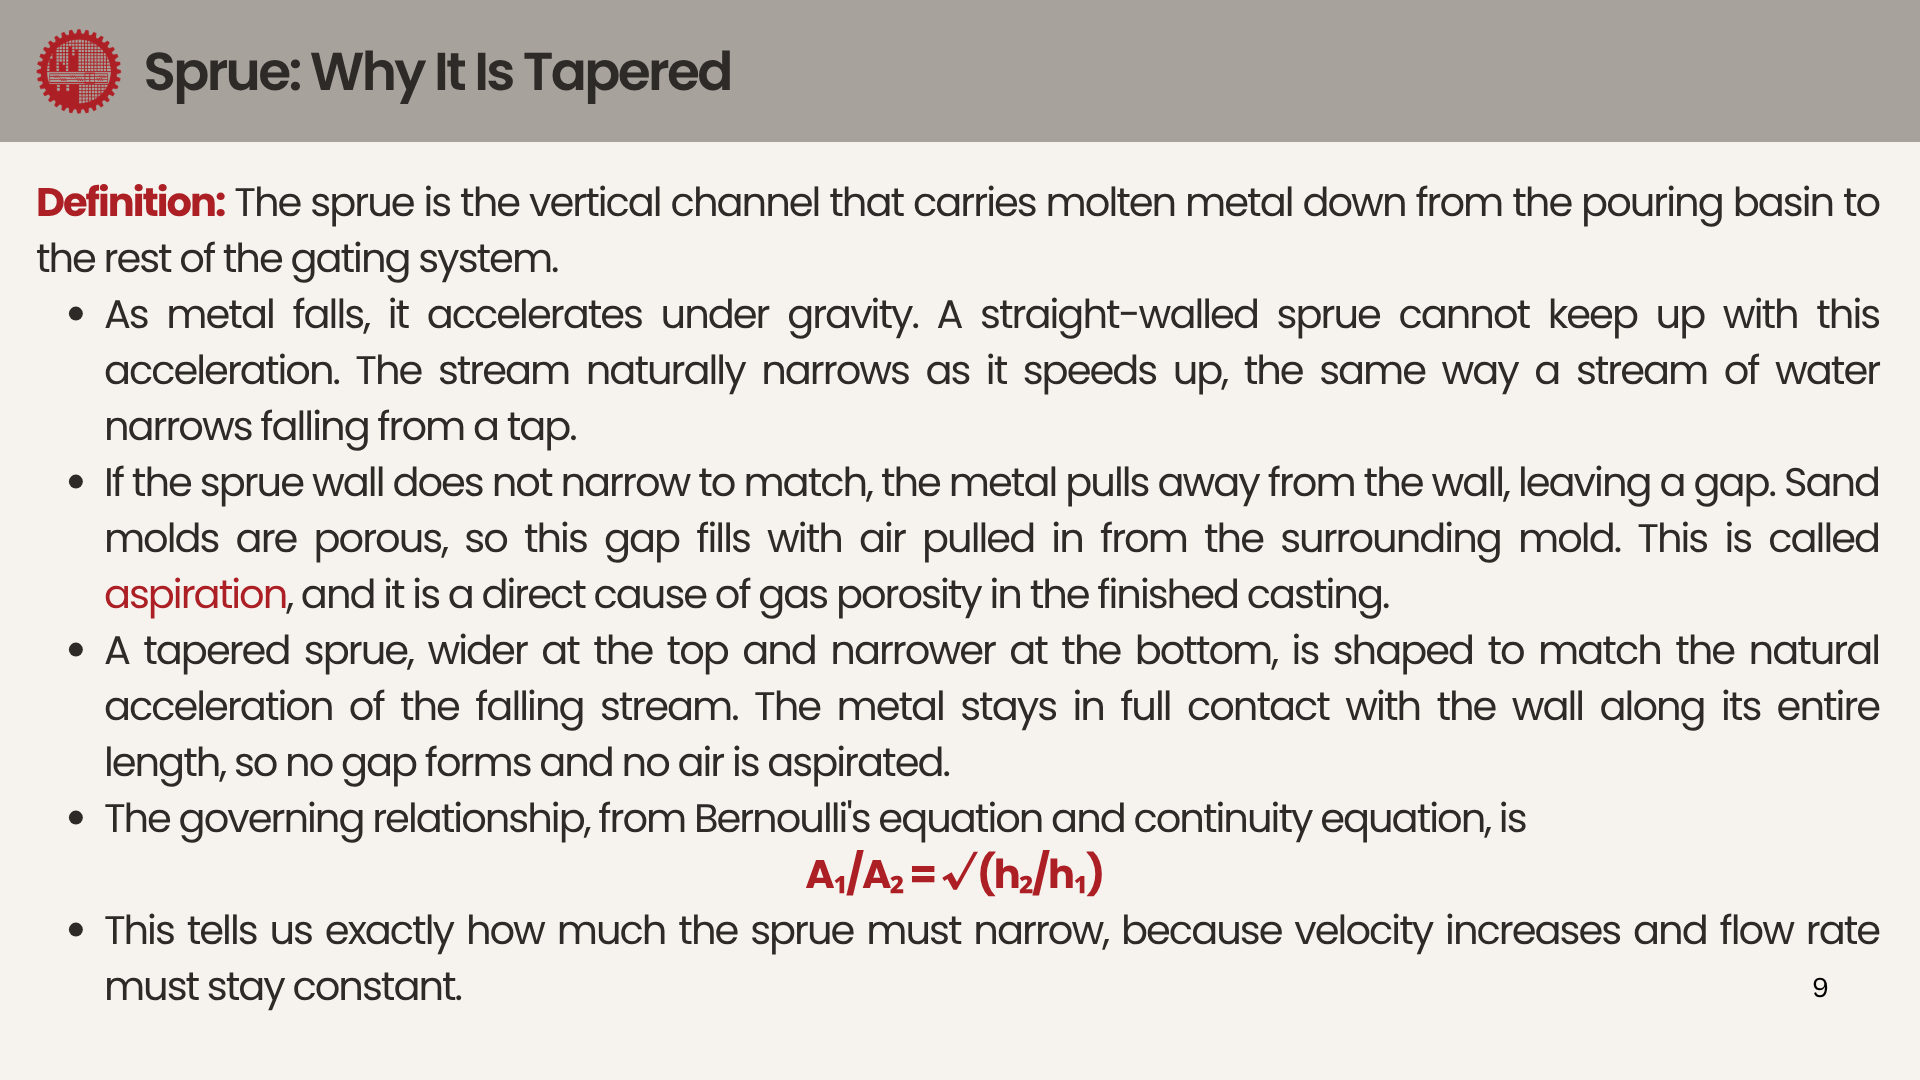 Sprue: Why It Is Tapered
Definition: The sprue is the vertical channel that carries molten metal down from the pouring basin to
the rest of the gating system.
• As metal falls, it accelerates under gravity. A straight-walled sprue cannot keep up with this
acceleration. The stream naturally narrows as it speeds up, the same way a stream of water
narrows falling from a tap.
• If the sprue wall does not narrow to match, the metal pulls away from the wall, leaving a gap. Sand
molds are porous, so this gap fills with air pulled in from the surrounding mold. This is called
aspiration, and it is a direct cause of gas porosity in the finished casting.
• A tapered sprue, wider at the top and narrower at the bottom, is shaped to match the natural
acceleration of the falling stream. The metal stays in full contact with the wall along its entire
length, so no gap forms and no air is aspirated.
• The governing relationship, from Bernoulli's equation and continuity equation, is
A₁/A₂ = √(h₂/h₁)
• This tells us exactly how much the sprue must narrow, because velocity increases and flow rate
must stay constant.
9